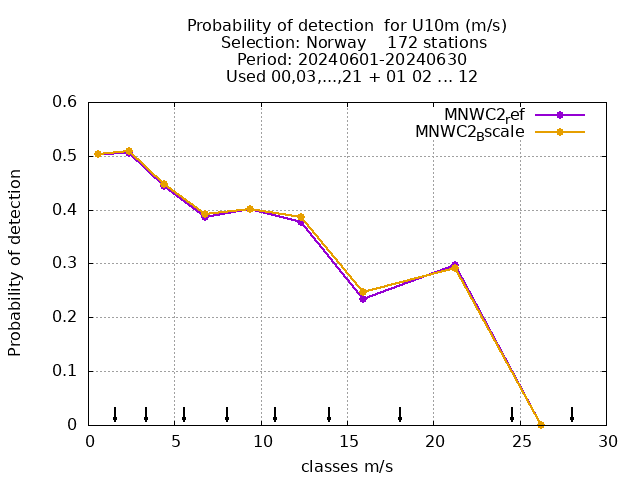 Probability of detection  for U10m (m/s)
Selection: Norway    172 stations
Period: 20240601-20240630
Used 00,03,...,21 + 01 02 ... 12
MNWC2ref
MNWC2Bscale
Probability of detection
0.6
0.5
0.4
0.3
0.2
0.1
0
0 5 10 15 20 25 30
classes m/s